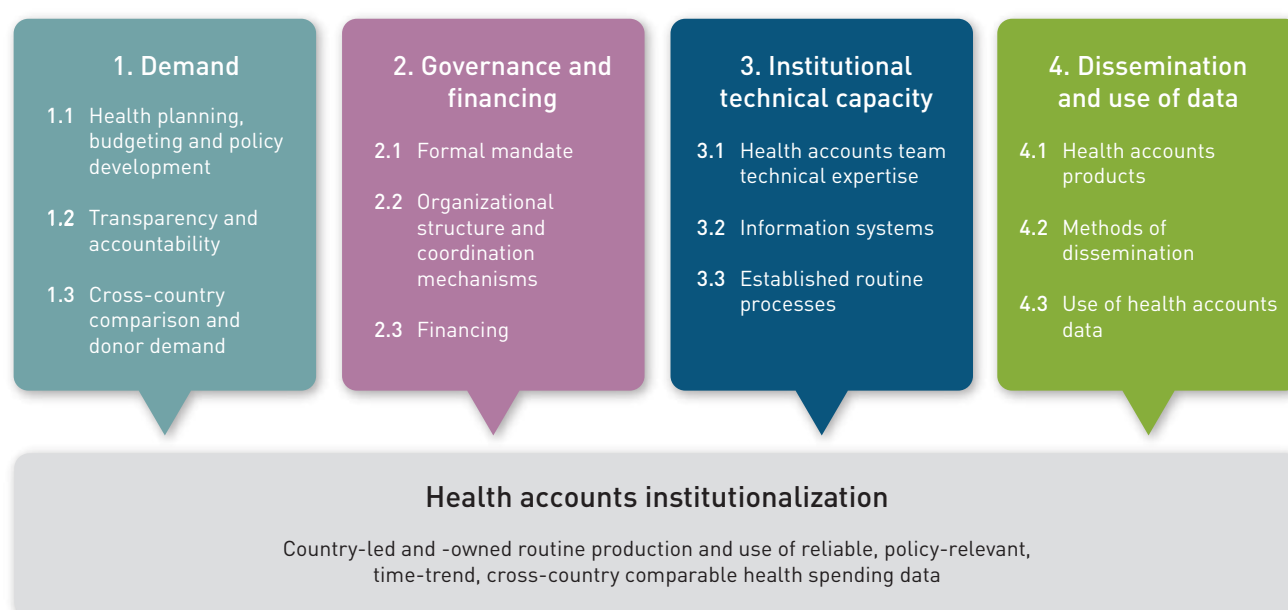 1. Demand
1.1 Health planning,
budgeting and policy
development
1.2 Transparency and
accountability
1.3 Cross-country
comparison and
donor demand
2. Governance and
financing
2.1 Formal mandate
2.2 Organizational
structure and
coordination
mechanisms
2.3 Financing
3. Institutional
technical capacity
3.1 Health accounts team
technical expertise
3.2 Information systems
3.3 Established routine
processes
4. Dissemination
and use of data
4.1 Health accounts
products
4.2 Methods of
dissemination
4.3 Use of health accounts
data
Health accounts institutionalization
Country-led and -owned routine production and use of reliable, policy-relevant,
time-trend, cross-country comparable health spending data